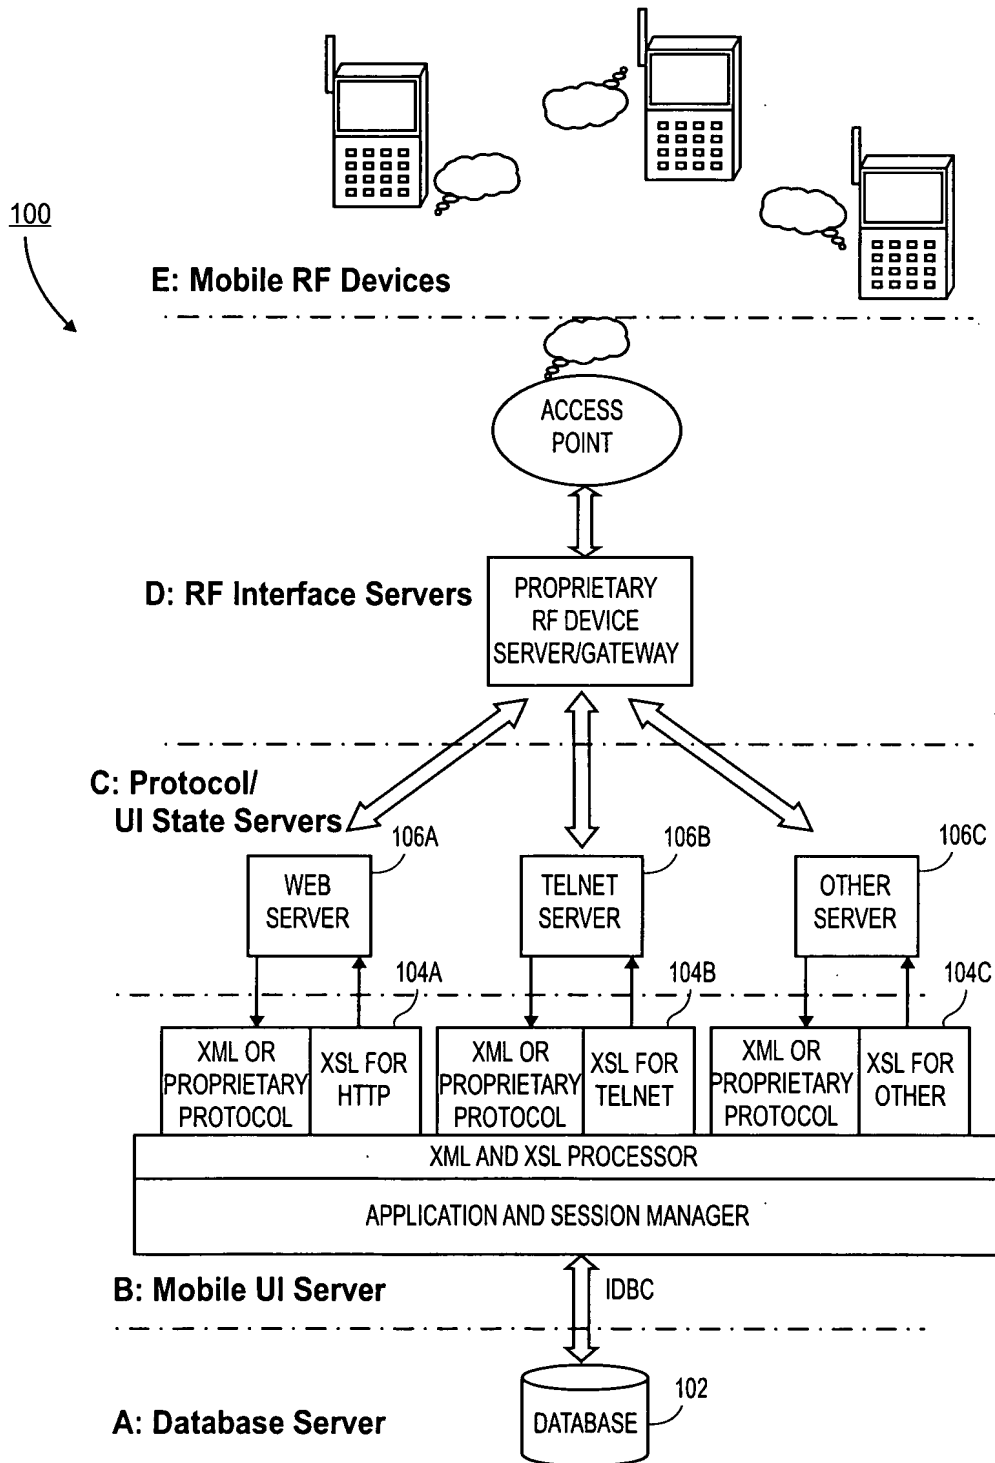 100
E: Mobile RF Devices
ACCESS
POINT
D: RF Interface Servers
PROPRIETARY
RF DEVICE
SERVER/GATEWAY
C: Protocol/
UI State Servers
106A
106B
106C
WEB
SERVER
TELNET
SERVER
OTHER
SERVER
104A
104B
104C
XML OR
PROPRIETARY
PROTOCOL
XSL FOR
HTTP
XML OR
PROPRIETARY
PROTOCOL
XSL FOR
TELNET
XML OR
PROPRIETARY
PROTOCOL
XSL FOR
OTHER
XML AND XSL PROCESSOR
APPLICATION AND SESSION MANAGER
B: Mobile UI Server
IDBC
A: Database Server
DATABASE
102